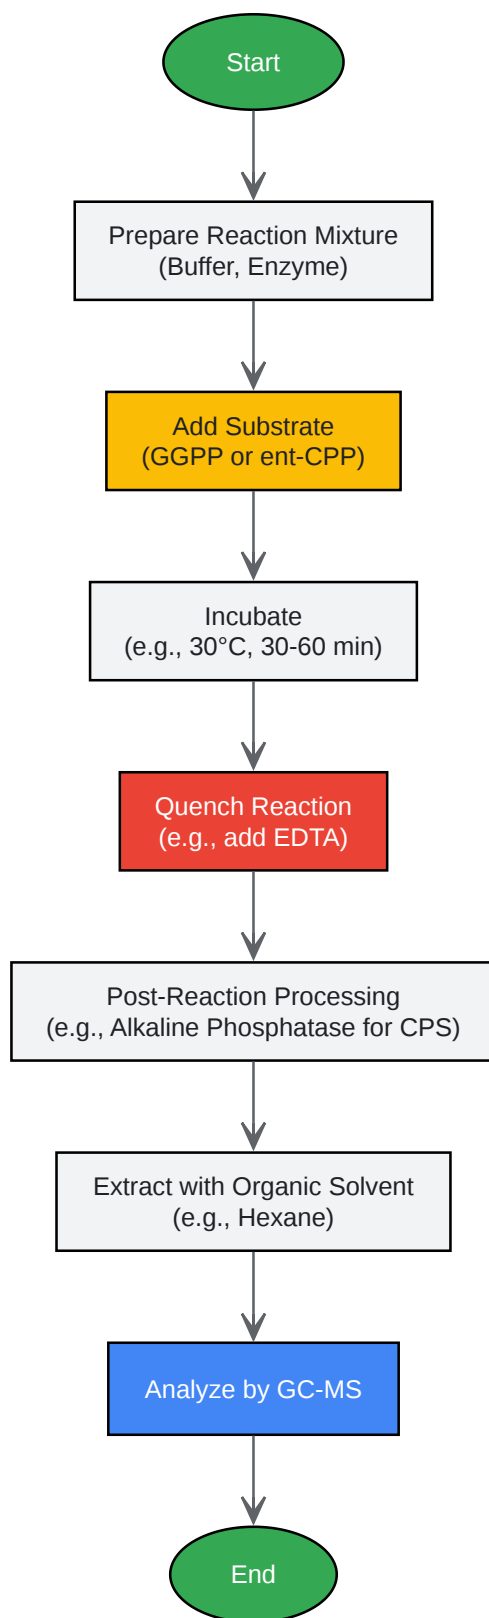 Start
Prepare Reaction Mixture
(Buffer, Enzyme)
Add Substrate
(GGPP or ent-CPP)
Incubate
(e.g., 30°C, 30-60 min)
Quench Reaction
(e.g., add EDTA)
Post-Reaction Processing
(e.g., Alkaline Phosphatase for CPS)
Extract with Organic Solvent
(e.g., Hexane)
Analyze by GC-MS
End